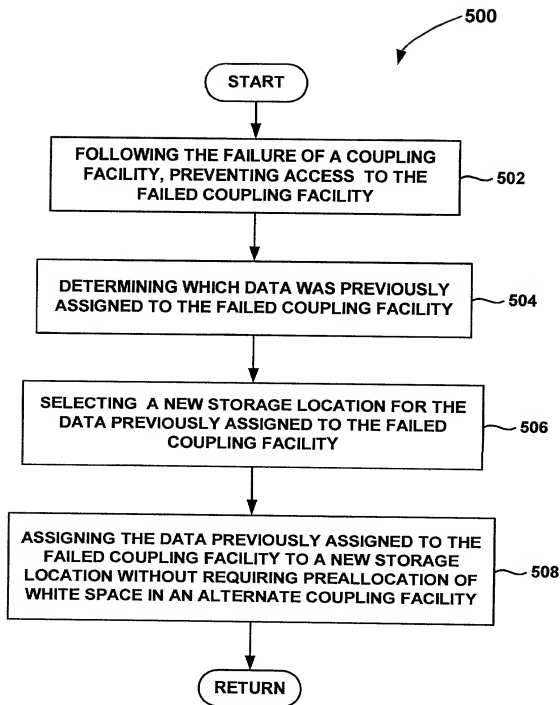 500
START
FOLLOWING THE FAILURE OF A COUPLING
FACILITY, PREVENTING ACCESS TO THE
FAILED COUPLING FACILITY
502
DETERMINING WHICH DATA WAS PREVIOUSLY
ASSIGNED TO THE FAILED COUPLING FACILITY
504
SELECTING A NEW STORAGE LOCATION FOR THE
DATA PREVIOUSLY ASSIGNED TO THE FAILED
COUPLING FACILITY
506
ASSIGNING THE DATA PREVIOUSLY ASSIGNED TO THE
FAILED COUPLING FACILITY TO A NEW STORAGE
LOCATION WITHOUT REQUIRING PREALLOCATION OF
WHITE SPACE IN AN ALTERNATE COUPLING FACILITY
508
RETURN